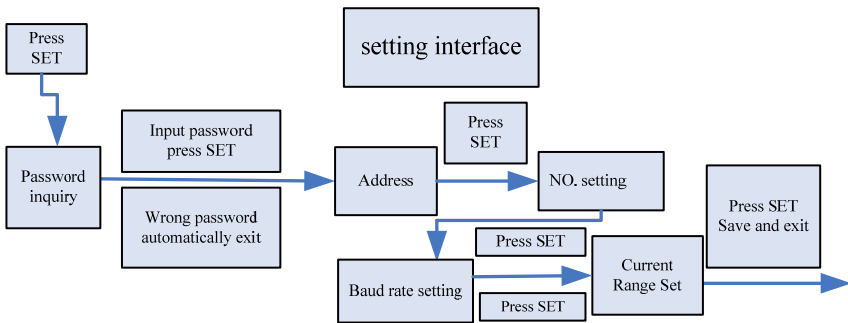 Press
SET
setting interface
Input password
press SET
Press
SET
Password
inquiry
Address
NO. setting
Wrong password
automatically exit
Press SET
Save and exit
Press SET
Baud rate setting
Current
Range Set
Press SET